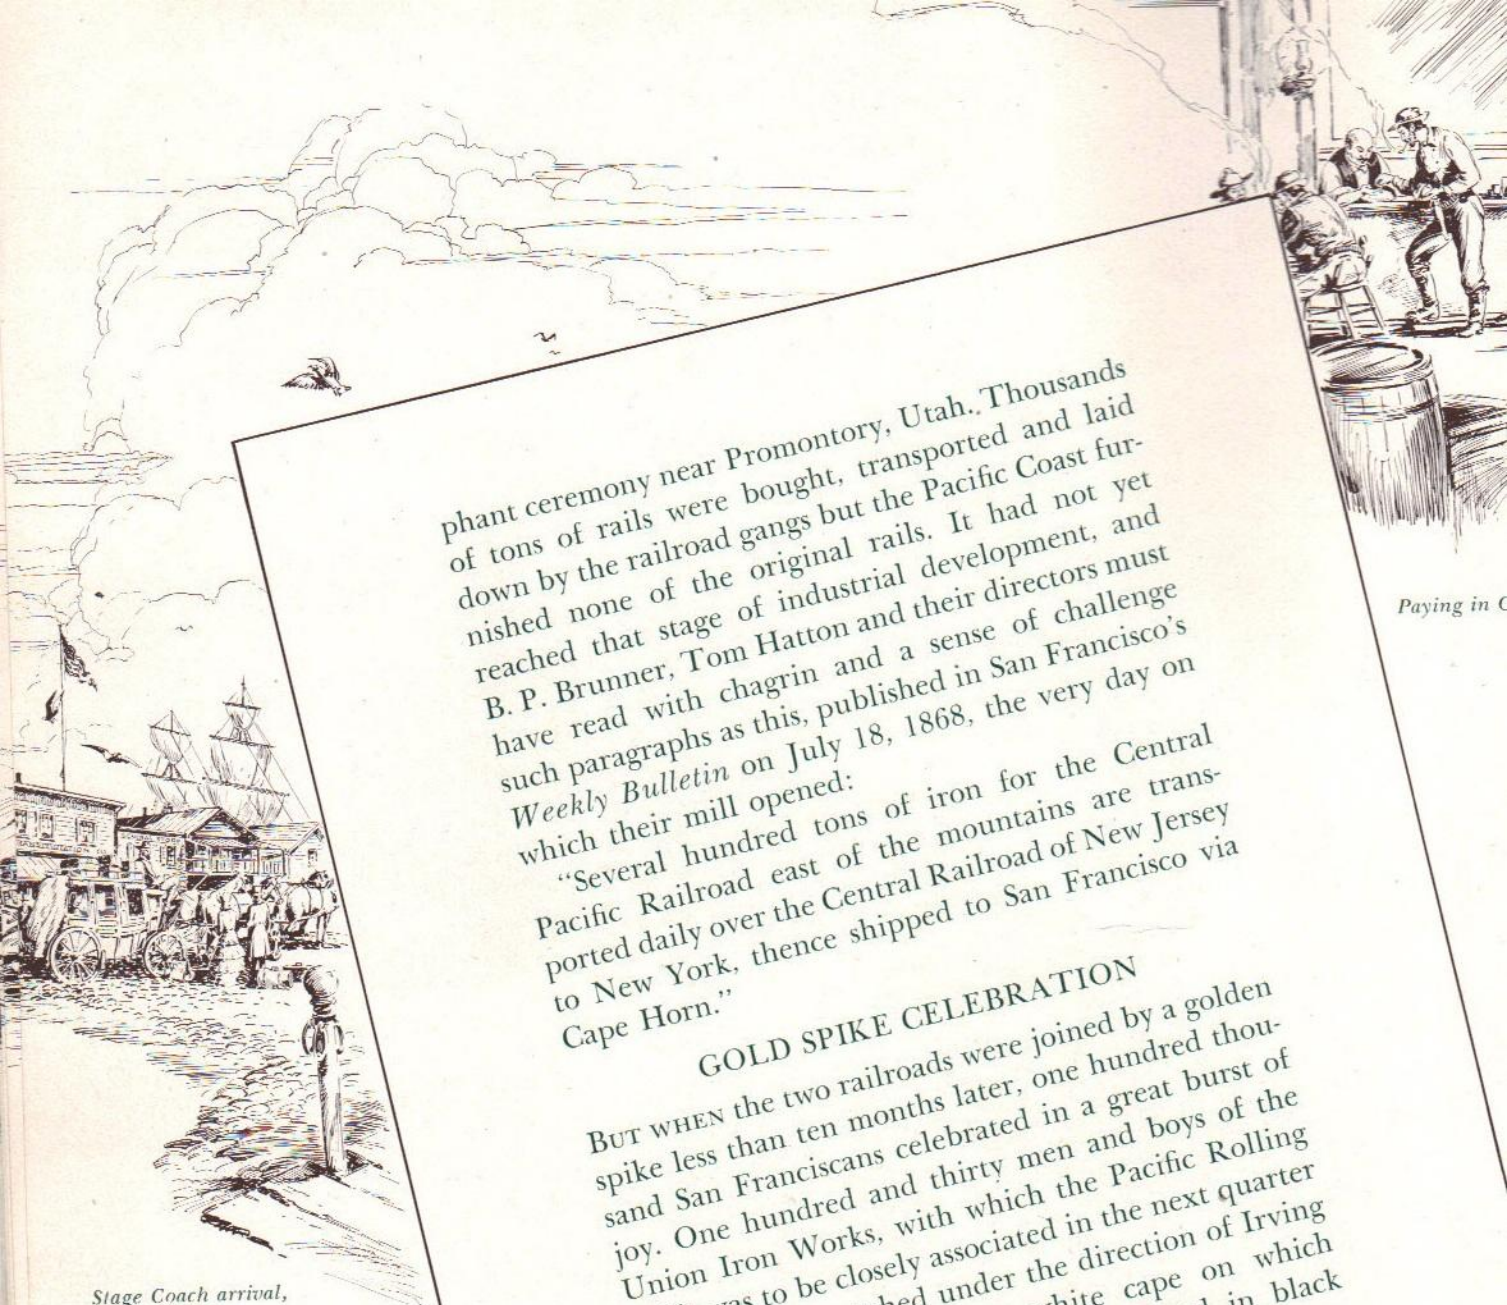 phant ceremony near Promontory, Utah. Thousands
of tons of rails were bought, transported and laid
down by the railroad gangs but the Pacific Coast fur-
nished none of the original rails. It had not yet
reached that stage of industrial development, and
B. P. Brunner, Tom Hatton and their directors must
have read with chagrin and a sense of challenge
such paragraphs as this, published in San Francisco's
Weekly Bulletin on July 18, 1868, the very day on
which their mill opened:
"Several hundred tons of iron for the Central
Pacific Railroad east of the mountains are trans-
ported daily over the Central Railroad of New Jersey
to New York, thence shipped to San Francisco via
Cape Horn."
GOLD SPIKE CELEBRATION
BUT WHEN the two railroads were joined by a golden
spike less than ten months later, one hundred thou-
sand San Franciscans celebrated in a great burst of
joy. One hundred and thirty men and boys of the
Union Iron Works, with which the Pacific Rolling
was to be closely associated in the next quarter
under the direction of Irving
white cape on which
in black
Paying in
Stage Coach arrival,